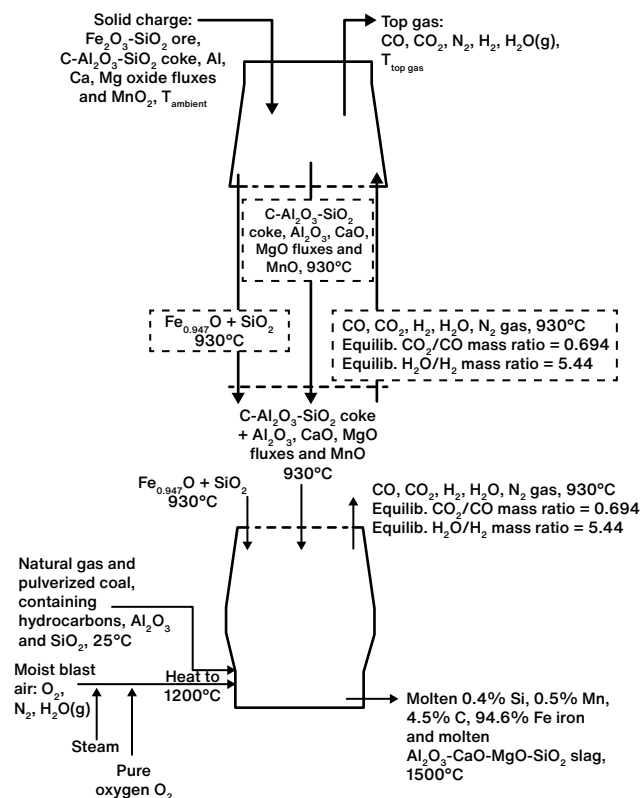 Solid charge:
Fe₂O₃-SiO₂ ore,
C-Al₂O₃-SiO₂ coke, Al,
Ca, Mg oxide fluxes
and MnO₂, T_ambient
Top gas:
CO, CO₂, N₂, H₂, H₂O(g),
T_top gas
C-Al₂O₃-SiO₂
coke, Al₂O₃, CaO,
MgO fluxes and
MnO, 930°C
Fe₀.₉₄₇O + SiO₂
930°C
CO, CO₂, H₂, H₂O, N₂ gas, 930°C
Equilib. CO₂/CO mass ratio = 0.694
Equilib. H₂O/H₂ mass ratio = 5.44
C-Al₂O₃-SiO₂ coke
+ Al₂O₃, CaO, MgO
fluxes and MnO
930°C
Fe₀.₉₄₇O + SiO₂
930°C
CO, CO₂, H₂, H₂O, N₂ gas, 930°C
Equilib. CO₂/CO mass ratio = 0.694
Equilib. H₂O/H₂ mass ratio = 5.44
Natural gas and
pulverized coal,
containing
hydrocarbons, Al₂O₃
and SiO₂, 25°C
Moist blast
air: O₂,
N₂, H₂O(g)
Heat to
1200°C
Steam
Pure
oxygen O₂
Molten 0.4% Si, 0.5% Mn,
4.5% C, 94.6% Fe iron
and molten
Al₂O₃-CaO-MgO-SiO₂ slag,
1500°C